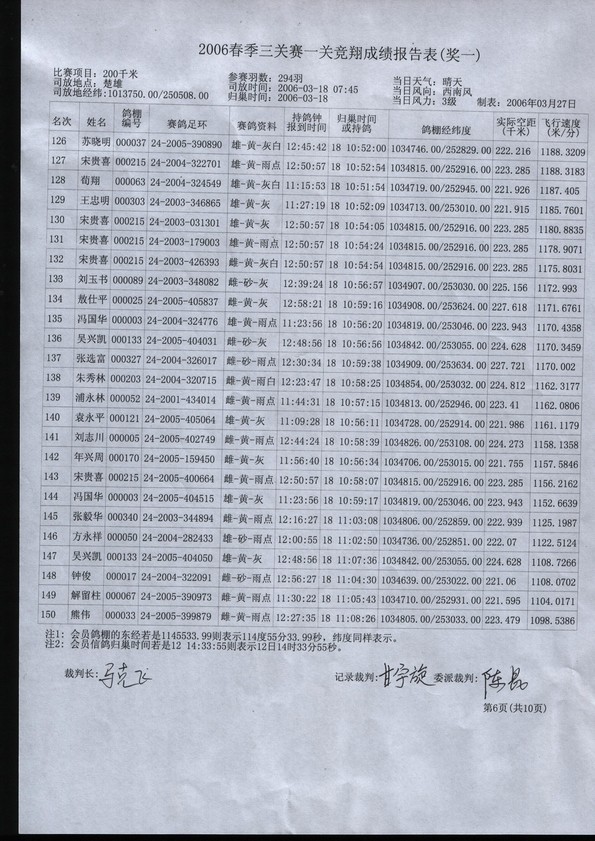 2006春季三关赛一关竞翔成绩报告表(奖一)
比赛项目: 200千米 参赛羽数: 294羽 当日天气: 晴天
司放地点: 楚雄 司放时间: 2006-03-18 07:45 当日风向: 西南风
司放地经纬:1013750.00/250508.00 归巢时间: 2006-03-18 当日风力: 3级 制表: 2006年03月27日
名次 姓名 鸽棚编号 赛鸽足环 赛鸽资料 持鸽钟报到时间 归巢时间或持鸽 鸽棚经纬度 实际空距(千米) 飞行速度(米/分)
126 苏晓明 000037 24-2005-390890 雄-黄-灰白 12:45:42 18 10:52:00 1034746.00/252829.00 222.216 1188.3209
127 宋贵喜 000215 24-2004-322701 雄-黄-雨点 12:50:57 18 10:52:54 1034815.00/252916.00 223.285 1188.3183
128 荀翔 000063 24-2004-324549 雄-黄-灰白 11:15:53 18 10:51:54 1034719.00/252945.00 221.926 1187.405
129 王忠明 000303 24-2003-346865 雄-黄-灰 11:27:19 18 10:52:09 1034713.00/253010.00 221.915 1185.7601
130 宋贵喜 000215 24-2003-031301 雄-黄-灰 12:50:57 18 10:54:05 1034815.00/252916.00 223.285 1180.8835
131 宋贵喜 000215 24-2003-179003 雄-黄-雨点 12:50:57 18 10:54:24 1034815.00/252916.00 223.285 1178.9071
132 宋贵喜 000215 24-2003-426393 雌-黄-灰白 12:50:57 18 10:54:54 1034815.00/252916.00 223.285 1175.8031
133 刘玉书 000089 24-2003-348082 雌-砂-灰 12:39:24 18 10:56:57 1034907.00/253030.00 225.156 1172.993
134 敖仕平 000025 24-2005-405837 雌-黄-灰 12:58:21 18 10:59:16 1034908.00/253624.00 227.618 1171.6761
135 冯国华 000003 24-2004-324776 雄-黄-雨点 11:23:56 18 10:56:20 1034819.00/253046.00 223.943 1170.4358
136 吴兴凯 000133 24-2005-404031 雌-砂-灰 12:48:56 18 10:56:56 1034842.00/253055.00 224.628 1170.3459
137 张选富 000327 24-2004-326017 雌-砂-雨点 12:30:34 18 10:59:38 1034909.00/253634.00 227.721 1170.002
138 朱秀林 000203 24-2004-320715 雌-黄-雨白 12:23:47 18 10:58:25 1034854.00/253032.00 224.812 1162.3177
139 浦永林 000052 24-2001-434014 雌-黄-雨点 11:44:31 18 10:57:15 1034813.00/252946.00 223.41 1162.0806
140 袁永平 000121 24-2005-405064 雌-黄-灰 11:09:28 18 10:56:11 1034728.00/252914.00 221.986 1161.1179
141 刘志川 000005 24-2005-402749 雌-黄-雨点 12:44:24 18 10:58:39 1034826.00/253108.00 224.273 1158.1358
142 年兴周 000170 24-2005-159450 雌-黄-灰 11:56:40 18 10:56:34 1034706.00/253015.00 221.755 1157.5846
143 宋贵喜 000215 24-2005-400664 雌-黄-雨点 12:50:57 18 10:58:07 1034815.00/252916.00 223.285 1156.2162
144 冯国华 000003 24-2005-404515 雄-黄-灰 11:23:56 18 10:59:17 1034819.00/253046.00 223.943 1152.6639
145 张毅华 000340 24-2003-344894 雌-黄-雨点 12:16:27 18 11:03:08 1034806.00/252859.00 222.939 1125.1987
146 方永祥 000050 24-2004-282433 雌-砂-雨点 12:00:55 18 11:02:50 1034736.00/252851.00 222.07 1122.5124
147 吴兴凯 000133 24-2005-404050 雄-黄-灰 12:48:56 18 11:07:36 1034842.00/253055.00 224.628 1108.7266
148 钟俊 000017 24-2004-322091 雌-砂-雨点 12:56:27 18 11:04:30 1034639.00/253022.00 221.06 1108.0702
149 解留柱 000067 24-2005-390973 雌-黄-雨点 11:30:22 18 11:05:43 1034710.00/252931.00 221.595 1104.0171
150 熊伟 000033 24-2005-399879 雌-黄-雨点 12:27:35 18 11:08:26 1034805.00/253033.00 223.479 1098.5386
注1: 会员鸽棚的东经若是1145533.99则表示114度55分33.99秒, 纬度同样表示。
注2: 会员信鸽归巢时间若是12 14:33:55则表示12日14时33分55秒。
裁判长: 马克飞 记录裁判: 甘宇旋 委派裁判: 陈磊
第6页(共10页)